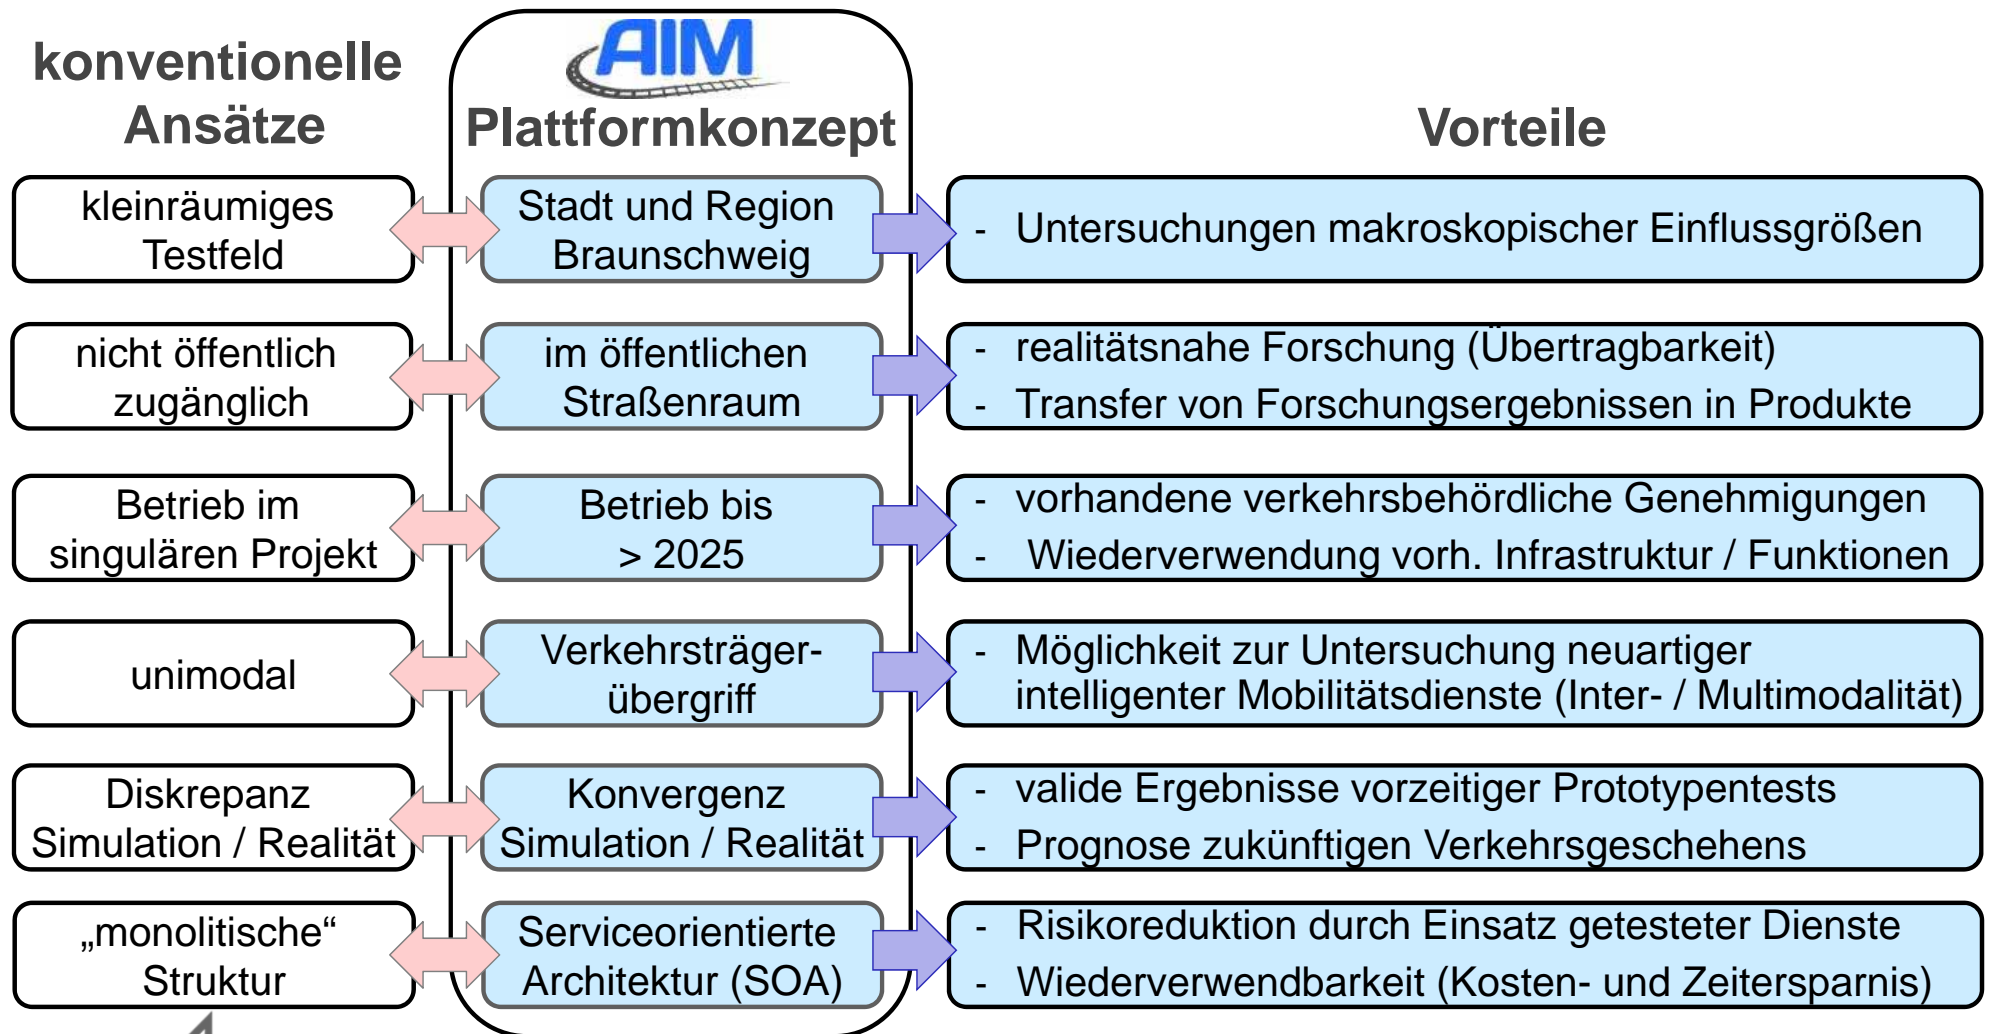 konventionelle
Ansätze
AIM
Plattformkonzept
Vorteile
kleinräumiges
Testfeld
Stadt und Region
Braunschweig
- Untersuchungen makroskopischer Einflussgrößen
nicht öffentlich
zugänglich
im öffentlichen
Straßenraum
- realitätsnahe Forschung (Übertragbarkeit)
- Transfer von Forschungsergebnissen in Produkte
Betrieb im
singulären Projekt
Betrieb bis
> 2025
- vorhandene verkehrsbehördliche Genehmigungen
- Wiederverwendung vorh. Infrastruktur / Funktionen
unimodal
Verkehrsträger-
übergriff
- Möglichkeit zur Untersuchung neuartiger
intelligenter Mobilitätsdienste (Inter- / Multimodalität)
Diskrepanz
Simulation / Realität
Konvergenz
Simulation / Realität
- valide Ergebnisse vorzeitiger Prototypentests
- Prognose zukünftigen Verkehrsgeschehens
„monolitische“
Struktur
Serviceorientierte
Architektur (SOA)
- Risikoreduktion durch Einsatz getesteter Dienste
- Wiederverwendbarkeit (Kosten- und Zeitersparnis)